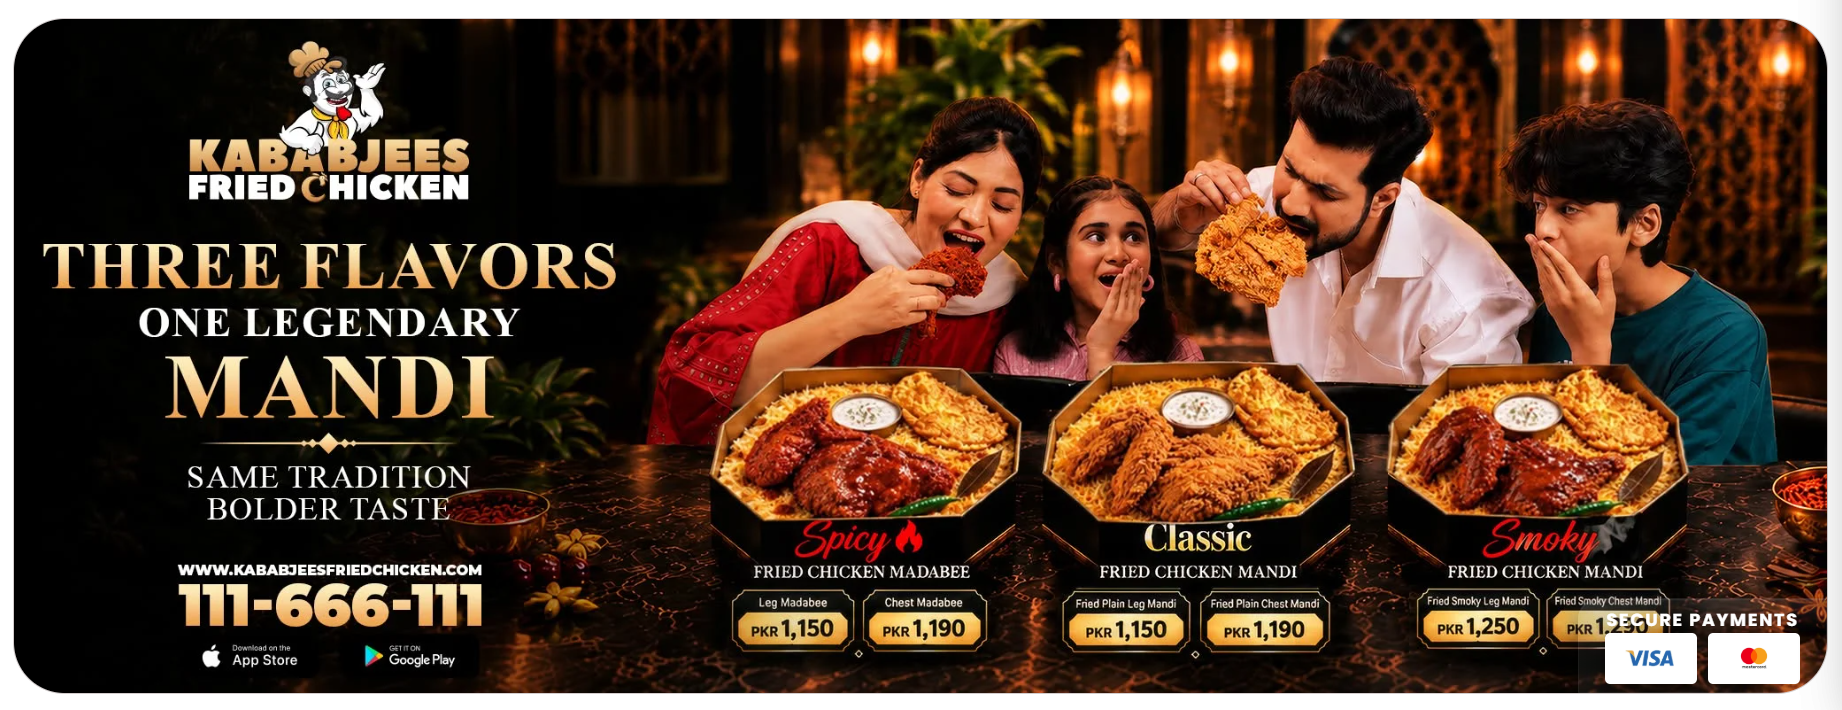 KABABJEES
FRIED CHICKEN
THREE FLAVORS
ONE LEGENDARY
MANDI
SAME TRADITION
BOLDER TASTE
WWW.KABABJEESFRIEDCHICKEN.COM
111-666-111
Download on the
App Store
GET IT ON
Google Play
Spicy
FRIED CHICKEN MADABEE
Leg Madabee
PKR 1,150
Chest Madabee
PKR 1,190
Classic
FRIED CHICKEN MANDI
Fried Plain Leg Mandi
PKR 1,150
Fried Plain Chest Mandi
PKR 1,190
Smoky
FRIED CHICKEN MANDI
Fried Smoky Leg Mandi
PKR 1,250
Fried Smoky Chest Mandi
PKR 1,290
SECURE PAYMENTS
VISA
mastercard